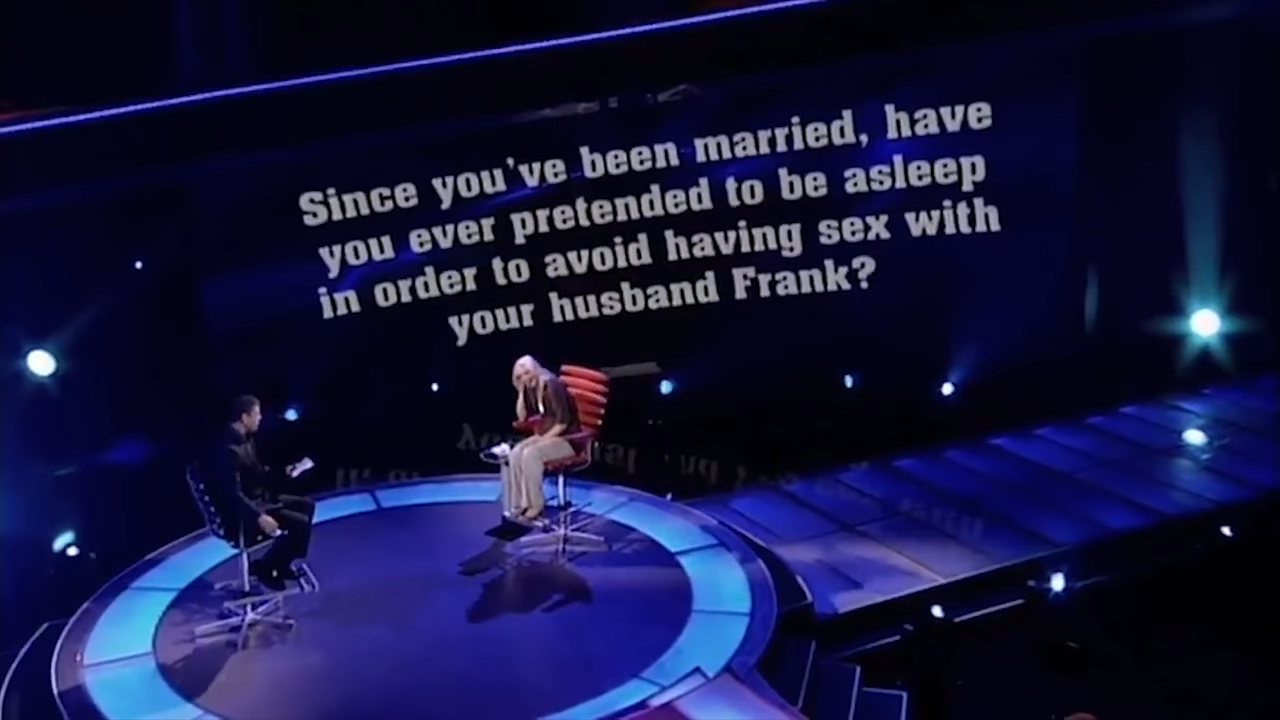 Since you've been married, have
you ever pretended to be asleep
in order to avoid having sex with
your husband Frank?